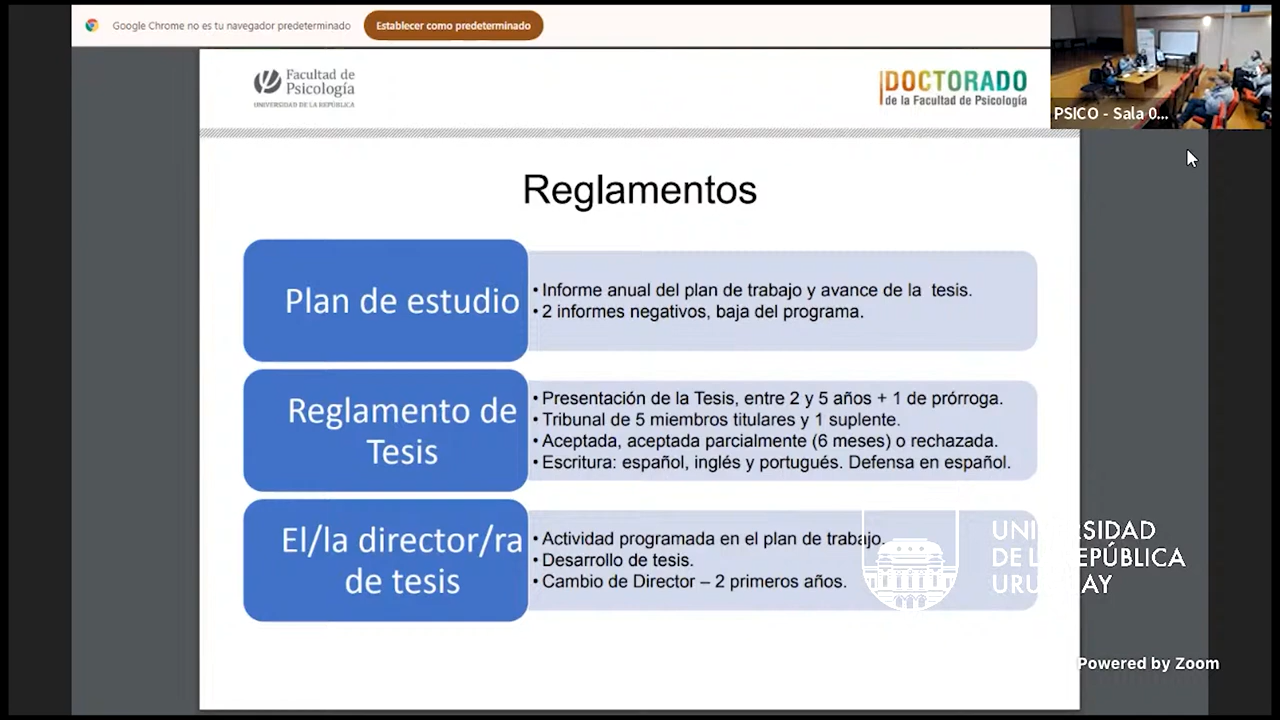 Google Chrome no es tu navegador predeterminado
Establecer como predeterminado
Facultad de
Psicología
UNIVERSIDAD DE LA REPÚBLICA
DOCTORADO
de la Facultad de Psicología
PSICO - Sala 0...
Reglamentos
Plan de estudio
• Informe anual del plan de trabajo y avance de la tesis.
• 2 informes negativos, baja del programa.
Reglamento de
Tesis
• Presentación de la Tesis, entre 2 y 5 años + 1 de prórroga.
• Tribunal de 5 miembros titulares y 1 suplente.
• Aceptada, aceptada parcialmente (6 meses) o rechazada.
• Escritura: español, inglés y portugués. Defensa en español.
El/la director/ra
de tesis
• Actividad programada en el plan de trabajo.
• Desarrollo de tesis.
• Cambio de Director – 2 primeros años.
UNIVERSIDAD
DE LA REPÚBLICA
URUGUAY
Powered by Zoom